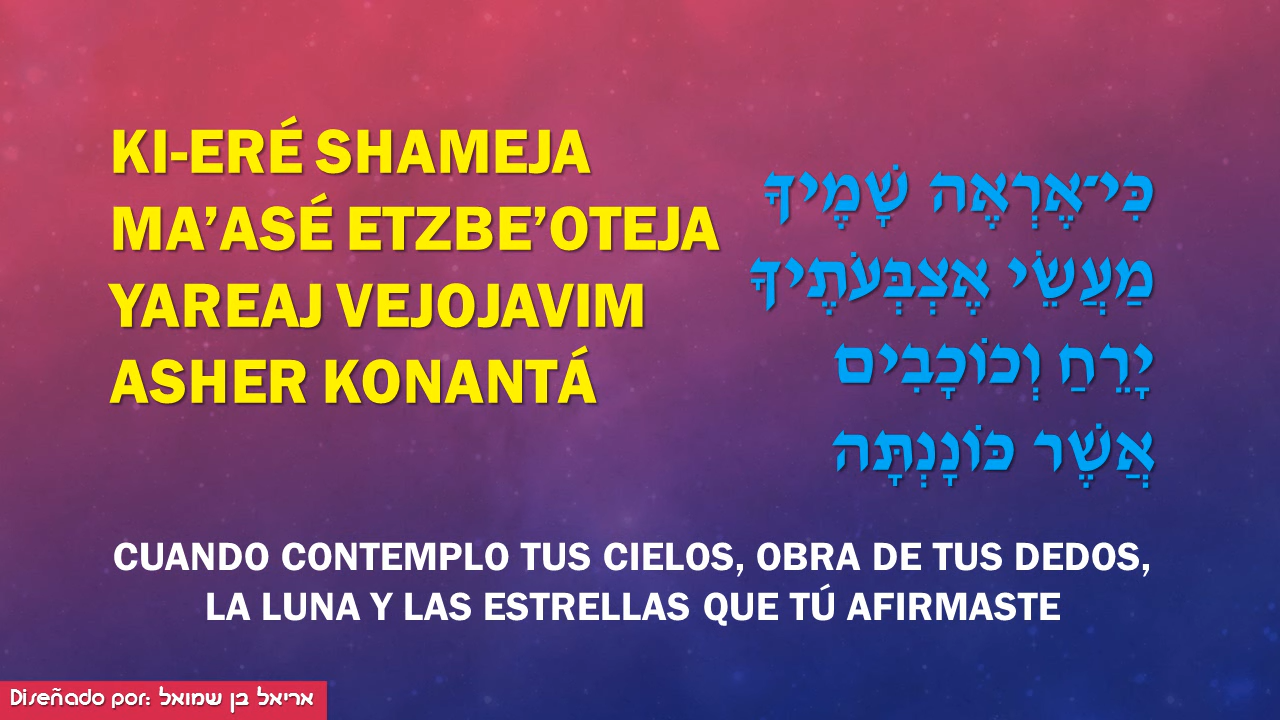 KI-ERÉ SHAMEJA
MA’ASÉ ETZBE’OTEJA
YAREAJ VEJOJAVIM
ASHER KONANTÁ
כִּי־אֶרְאֶה שָׁמֶיךָ
מַעֲשֵׂי אֶצְבְּעֹתֶיךָ
יָרֵחַ וְכוֹכָבִים
אֲשֶׁר כּוֹנָנְתָּה
CUANDO CONTEMPLO TUS CIELOS, OBRA DE TUS DEDOS,
LA LUNA Y LAS ESTRELLAS QUE TÚ AFIRMASTE
Diseñado por: אריאל בן שמואל